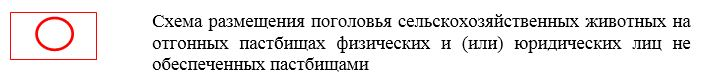 Схема размещения поголовья сельскохозяйственных животных на
отгонных пастбищах физических и (или) юридических лиц не
обеспеченных пастбищами